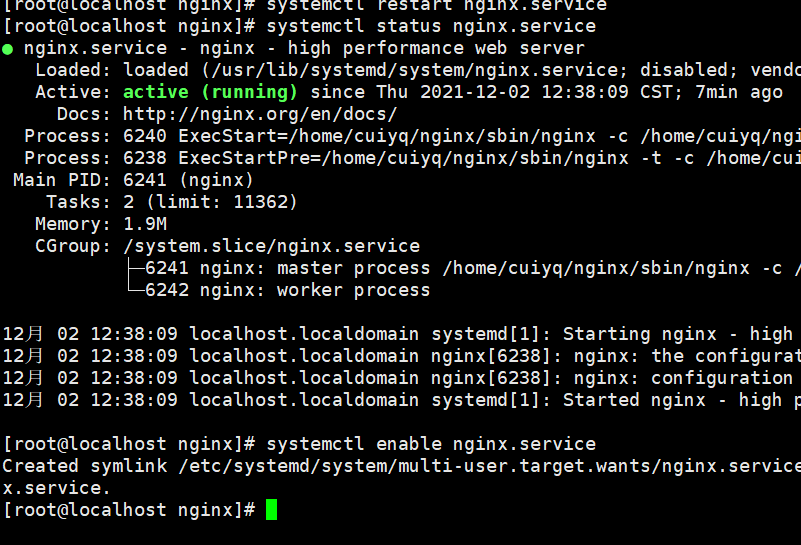 [root@localhost nginx]# systemctl restart nginx.service
[root@localhost nginx]# systemctl status nginx.service
● nginx.service - nginx - high performance web server
   Loaded: loaded (/usr/lib/systemd/system/nginx.service; disabled; vendo
   Active: active (running) since Thu 2021-12-02 12:38:09 CST; 7min ago
     Docs: http://nginx.org/en/docs/
  Process: 6240 ExecStart=/home/cuiyq/nginx/sbin/nginx -c /home/cuiyq/ngi
  Process: 6238 ExecStartPre=/home/cuiyq/nginx/sbin/nginx -t -c /home/cui
 Main PID: 6241 (nginx)
    Tasks: 2 (limit: 11362)
   Memory: 1.9M
   CGroup: /system.slice/nginx.service
           ├─6241 nginx: master process /home/cuiyq/nginx/sbin/nginx -c /
           └─6242 nginx: worker process
12月 02 12:38:09 localhost.localdomain systemd[1]: Starting nginx - high
12月 02 12:38:09 localhost.localdomain nginx[6238]: nginx: the configurat
12月 02 12:38:09 localhost.localdomain nginx[6238]: nginx: configuration
12月 02 12:38:09 localhost.localdomain systemd[1]: Started nginx - high p
[root@localhost nginx]# systemctl enable nginx.service
Created symlink /etc/systemd/system/multi-user.target.wants/nginx.service
x.service.
[root@localhost nginx]#